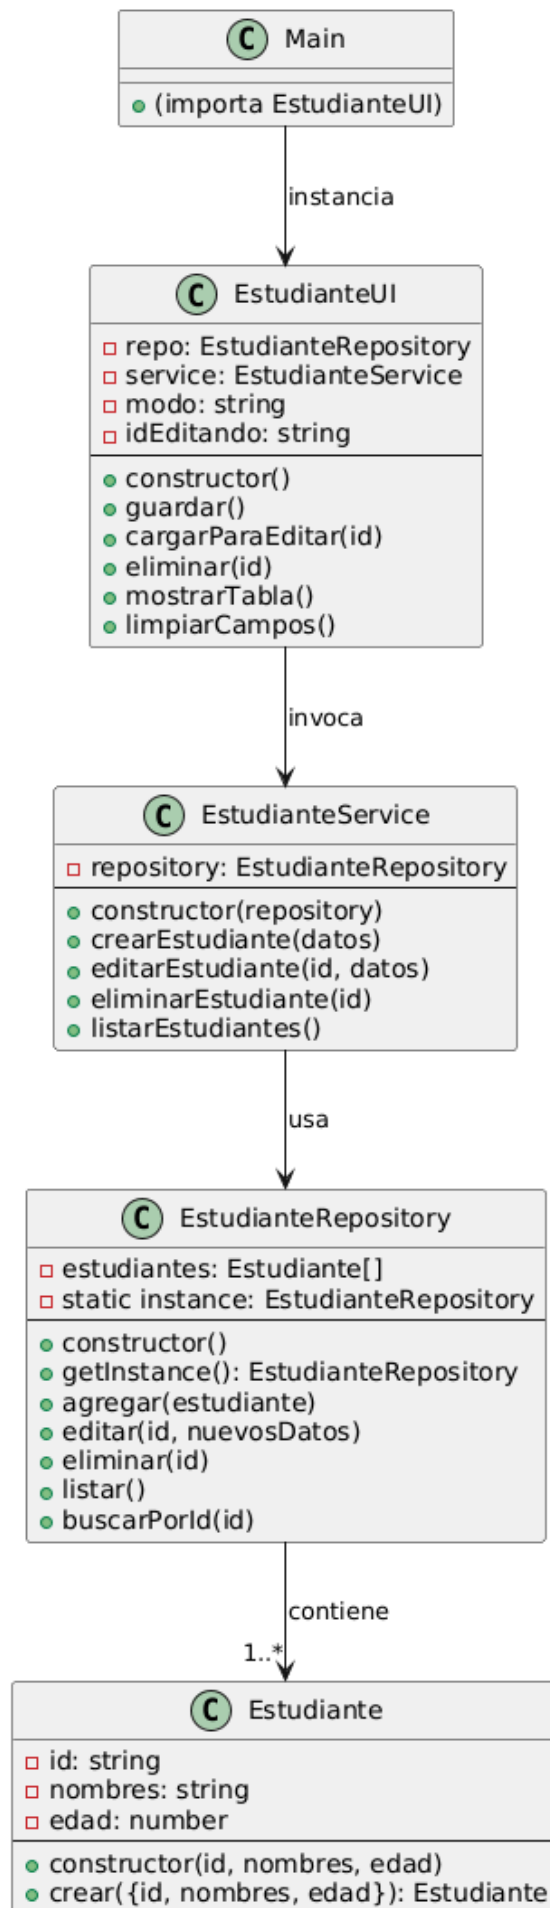 C Main
(importa EstudianteUI)
instancia
C EstudianteUI
repo: EstudianteRepository
service: EstudianteService
modo: string
idEditando: string
constructor()
guardar()
cargarParaEditar(id)
eliminar(id)
mostrarTabla()
limpiarCampos()
invoca
C EstudianteService
repository: EstudianteRepository
constructor(repository)
crearEstudiante(datos)
editarEstudiante(id, datos)
eliminarEstudiante(id)
listarEstudiantes()
usa
C EstudianteRepository
estudiantes: Estudiante[]
static instance: EstudianteRepository
constructor()
getInstance(): EstudianteRepository
agregar(estudiante)
editar(id, nuevosDatos)
eliminar(id)
listar()
buscarPorId(id)
contiene
1..*
C Estudiante
id: string
nombres: string
edad: number
constructor(id, nombres, edad)
crear({id, nombres, edad}): Estudiante